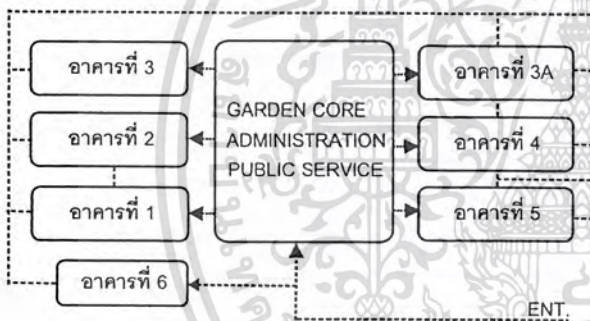 อาคารที่ 3
อาคารที่ 2
อาคารที่ 1
อาคารที่ 6
GARDEN CORE
ADMINISTRATION
PUBLIC SERVICE
อาคารที่ 3A
อาคารที่ 4
อาคารที่ 5
ENT.